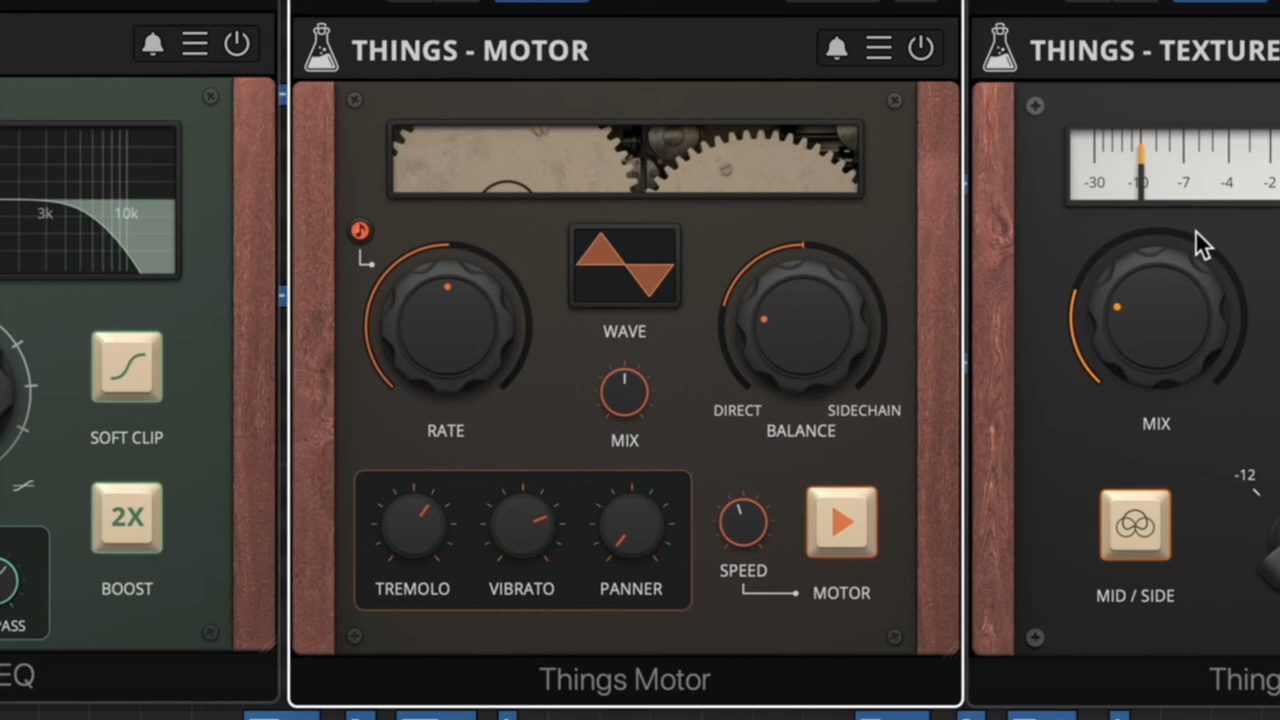 THINGS - MOTOR
THINGS - TEXTURE
3k
10k
-30
-10
-7
-4
-2
WAVE
DIRECT
SIDECHAIN
RATE
MIX
BALANCE
MIX
SOFT CLIP
-12
2X
SPEED
TREMOLO
VIBRATO
PANNER
MOTOR
BOOST
MID / SIDE
PASS
EQ
Things Motor
Thing